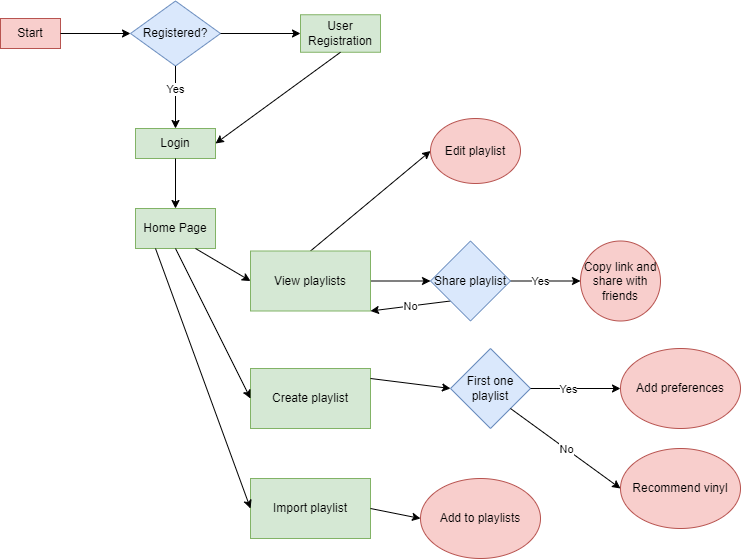 Start
Registered?
User
Registration
Yes
Login
Edit playlist
Home Page
View playlists
Share playlist
Yes
Copy link and
share with
friends
No
First one
playlist
Yes
Add preferences
Create playlist
No
Recommend vinyl
Import playlist
Add to playlists